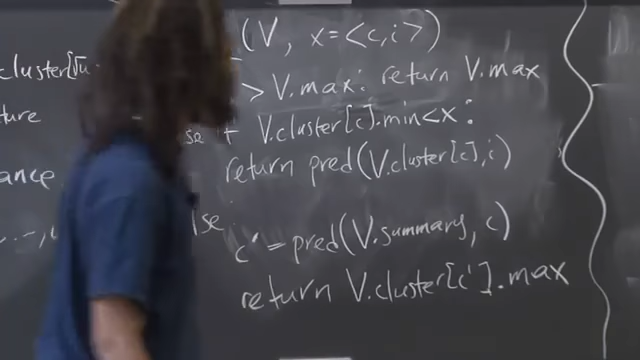 (V, x=<c,i>)
cluster[√u
> V.max: return V.max
ture
se if V.cluster[c].min<x:
ance
return pred(V.cluster[c],i)
lse:
c' = pred(V.summary, c)
return V.cluster[c'].max